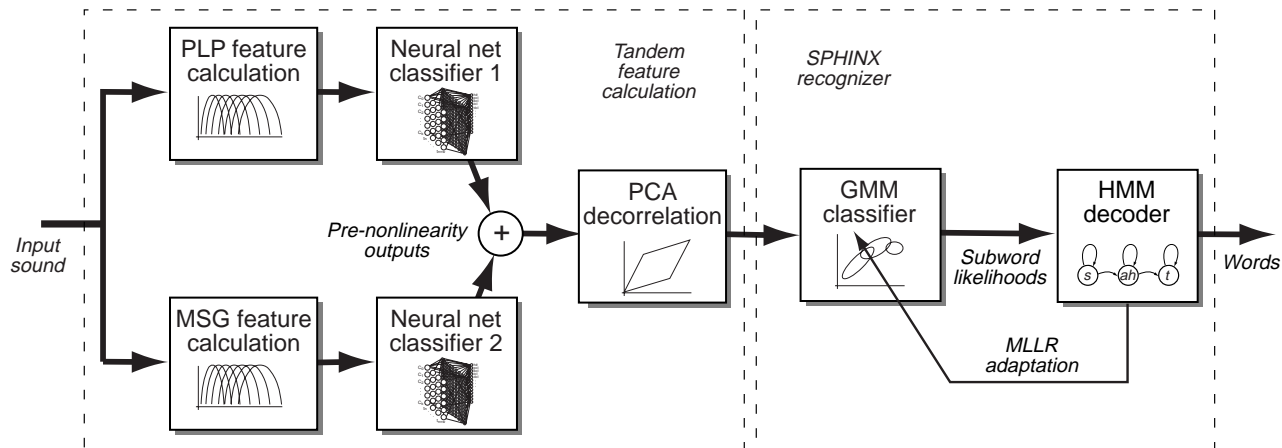 PLP feature
calculation
Neural net
classifier 1
Tandem
feature
calculation
SPHINX
recognizer
Input
sound
Pre-nonlinearity
outputs
+
PCA
decorrelation
GMM
classifier
Subword
likelihoods
HMM
decoder
s
ah
t
Words
MSG feature
calculation
Neural net
classifier 2
MLLR
adaptation